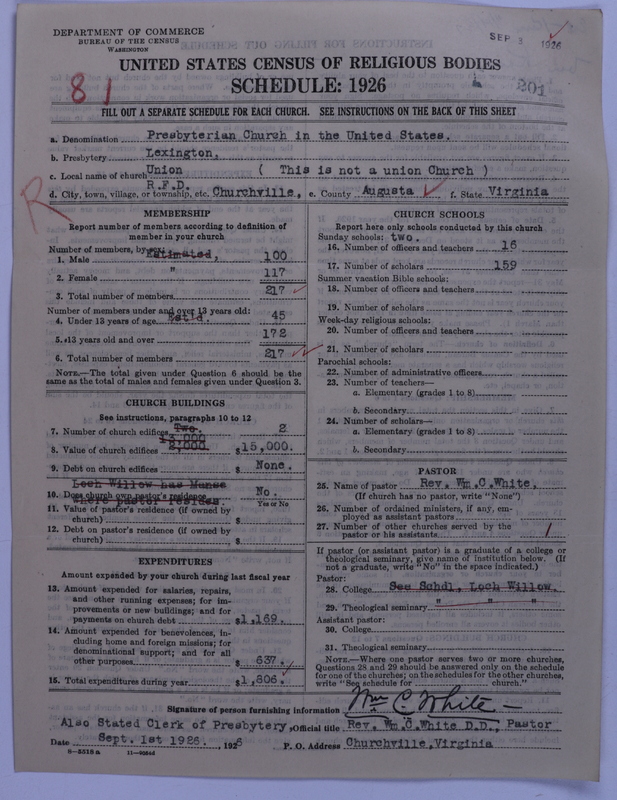 DEPARTMENT OF COMMERCE
BUREAU OF THE CENSUS
WASHINGTON
SEP 3 1926
UNITED STATES CENSUS OF RELIGIOUS BODIES
SCHEDULE: 1926
81
201
FILL OUT A SEPARATE SCHEDULE FOR EACH CHURCH. SEE INSTRUCTIONS ON THE BACK OF THIS SHEET
a. Denomination Presbyterian Church in the United States.
b. Presbytery Lexington,
c. Local name of church Union ( This is not a union Church )
d. City, town, village, or township, etc. R.F.D. Churchville, e. County Augusta f. State Virginia
R
MEMBERSHIP
Report number of members according to definition of member in your church
Number of members, by sex: Estimated,
1. Male 100
2. Female " 117
3. Total number of members 217
Number of members under and over 13 years old:
4. Under 13 years of age Est'd. 45
5. 13 years old and over 172
6. Total number of members 217
NOTE.—The total given under Question 6 should be the same as the total of males and females given under Question 3.
CHURCH BUILDINGS
See instructions, paragraphs 10 to 12
7. Number of church edifices Two. 2
13,000
2,000
8. Value of church edifices $15,000.
9. Debt on church edifices None.
Loch Willow has Manse
10. Does church own pastor's residence No.
where pastor resides. Yes or No
11. Value of pastor's residence (if owned by church) $
12. Debt on pastor's residence (if owned by church) $
EXPENDITURES
Amount expended by your church during last fiscal year
13. Amount expended for salaries, repairs, and other running expenses; for improvements or new buildings; and for payments on church debt $1,169.
14. Amount expended for benevolences, including home and foreign missions; for denominational support; and for all other purposes $ 637.
15. Total expenditures during year $1,806.
CHURCH SCHOOLS
Report here only schools conducted by this church
Sunday schools: two.
16. Number of officers and teachers 16
17. Number of scholars 159
Summer vacation Bible schools:
18. Number of officers and teachers
19. Number of scholars
Week-day religious schools:
20. Number of officers and teachers
21. Number of scholars
Parochial schools:
22. Number of administrative officers
23. Number of teachers—
a. Elementary (grades 1 to 8)
b. Secondary
24. Number of scholars—
a. Elementary (grades 1 to 8)
b. Secondary
PASTOR
25. Name of pastor Rev. Wm.C.White,
(If church has no pastor, write "None")
26. Number of ordained ministers, if any, employed as assistant pastors
27. Number of other churches served by the pastor or his assistants 1
If pastor (or assistant pastor) is a graduate of a college or theological seminary, give name of institution below. (If not a graduate, write "No" in the space indicated.)
Pastor:
28. College See Schdl, Loch Willow.
29. Theological seminary " " "
Assistant pastor:
30. College
31. Theological seminary
NOTE.—Where one pastor serves two or more churches, Questions 28 and 29 should be answered only on the schedule for one of the churches; on the schedules for the other churches, write "See schedule for church."
Signature of person furnishing information Wm C White
Also Stated Clerk of Presbytery, Official title Rev. Wm.C.White D.D., Pastor
Date Sept. 1st 1926. , 1926 P. O. Address Churchville, Virginia
8—5518a